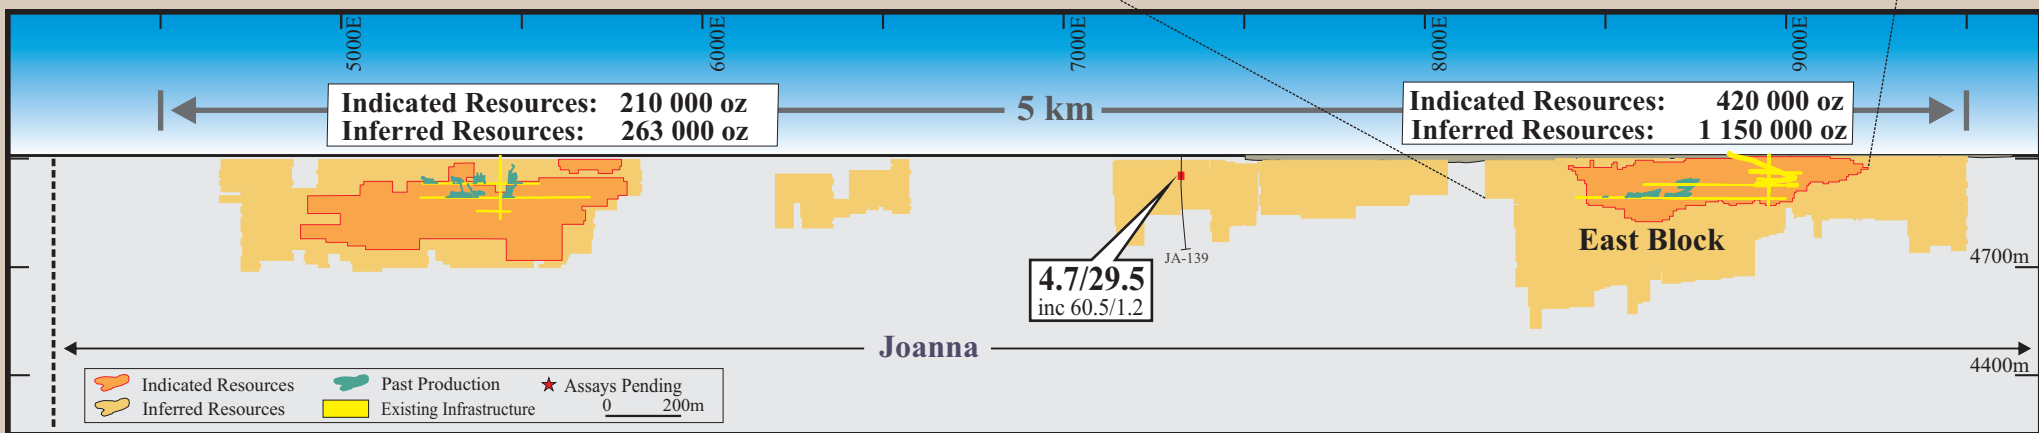 5000E
6000E
7000E
8000E
9000E
Indicated Resources: 210 000 oz
Inferred Resources: 263 000 oz
5 km
Indicated Resources: 420 000 oz
Inferred Resources: 1 150 000 oz
East Block
4700m
JA-139
4.7/29.5
inc 60.5/1.2
Joanna
4400m
Indicated Resources
Past Production
Assays Pending
Inferred Resources
Existing Infrastructure
0 200m